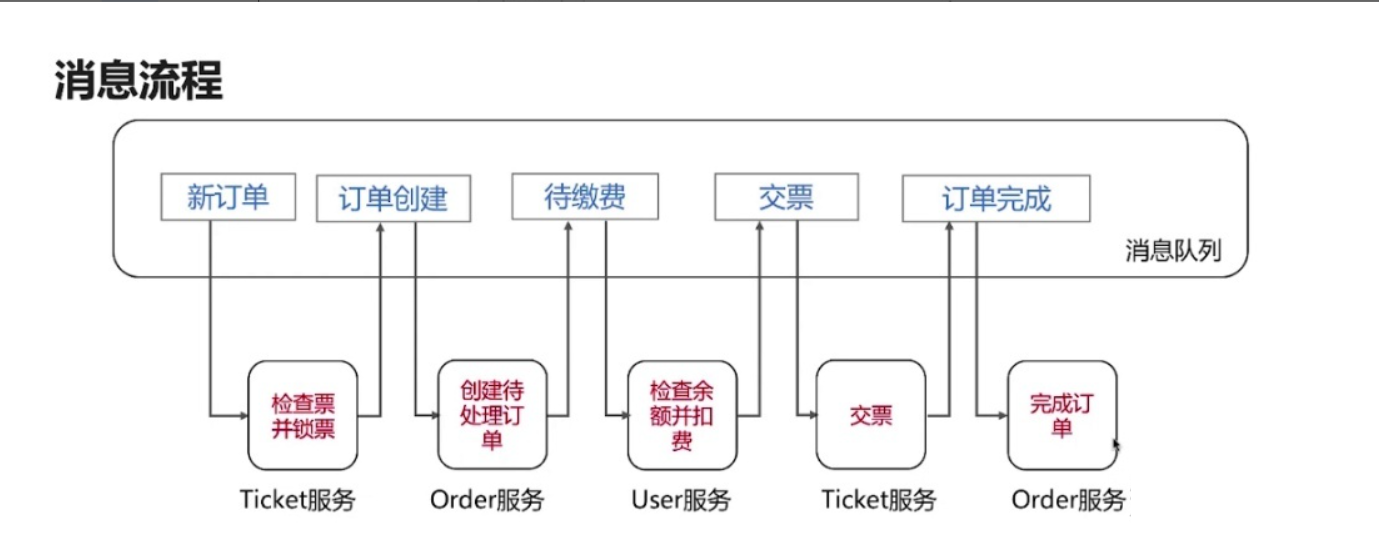 消息流程
新订单
订单创建
待缴费
交票
订单完成
消息队列
检查票
并锁票
创建待
处理订
单
检查余
额并扣
费
交票
完成订
单
Ticket服务
Order服务
User服务
Ticket服务
Order服务